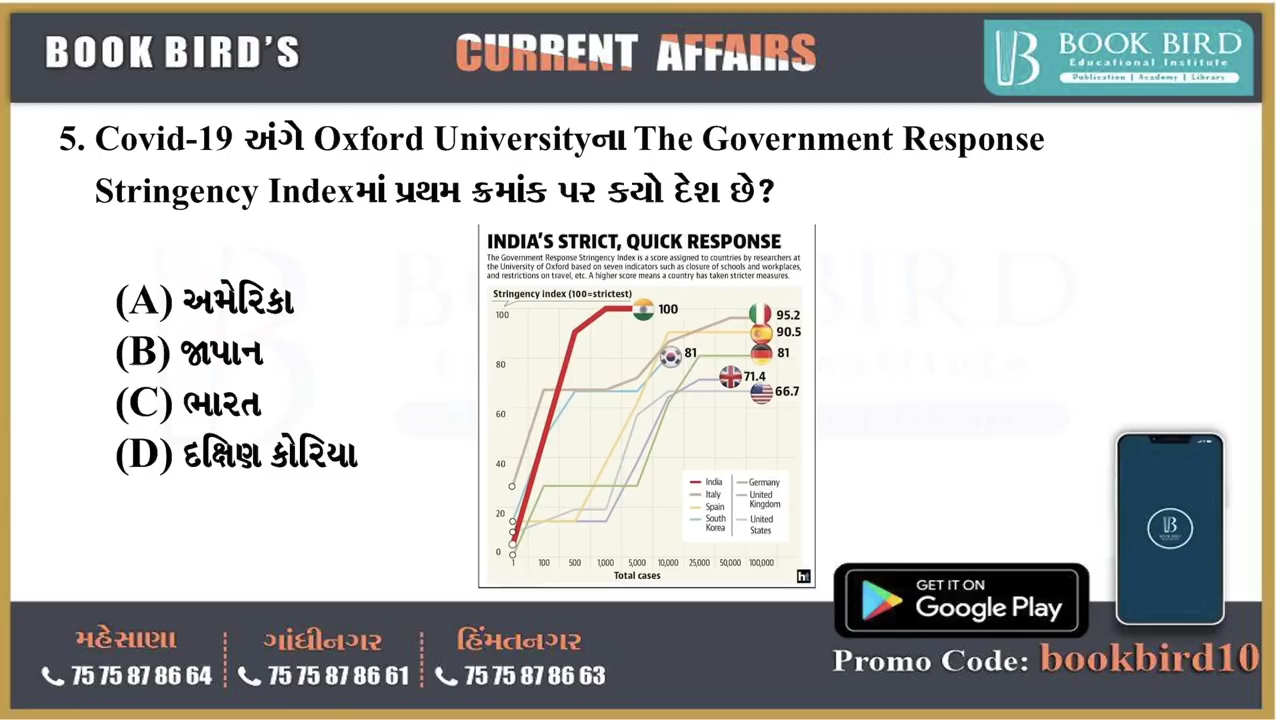 BOOK BIRD'S
CURRENT AFFAIRS
BOOK BIRD
Educational Institute
Publication | Academy | Library
5. Covid-19 અંગે Oxford Universityના The Government Response
Stringency Indexમાં પ્રથમ ક્રમાંક પર કયો દેશ છે?
(A) અમેરિકા
(B) જાપાન
(C) ભારત
(D) દક્ષિણ કોરિયા
INDIA'S STRICT, QUICK RESPONSE
The Government Response Stringency Index is a score assigned to countries by researchers at
the University of Oxford based on seven indicators such as closure of schools and workplaces,
and restrictions on travel, etc. A higher score means a country has taken stricter measures.
Stringency index (100=strictest)
100
80
60
40
20
0
100
95.2
90.5
81
81
71.4
66.7
India
Italy
Spain
South
Korea
Germany
United
Kingdom
United
States
1 100 500 1,000 5,000 10,000 25,000 50,000 100,000
Total cases
ht
BOOK BIRD
GET IT ON
Google Play
Promo Code: bookbird10
મહેસાણા
75 75 87 86 64
ગાંધીનગર
75 75 87 86 61
હિંમતનગર
75 75 87 86 63